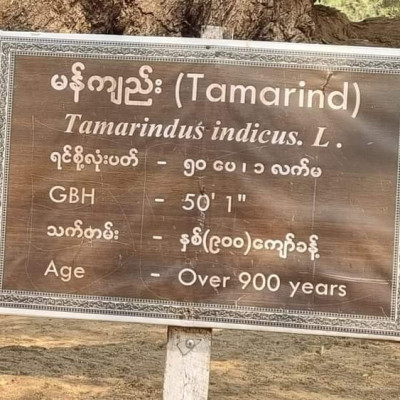 မန်ကျည်း (Tamarind)
Tamarindus indicus. L .
ရင်စို့လုံးပတ် - ၅၀ ပေ ၊ ၁ လက်မ
GBH - 50' 1"
သက်တမ်း - နှစ်(၉၀၀)ကျော်ခန့်
Age - Over 900 years